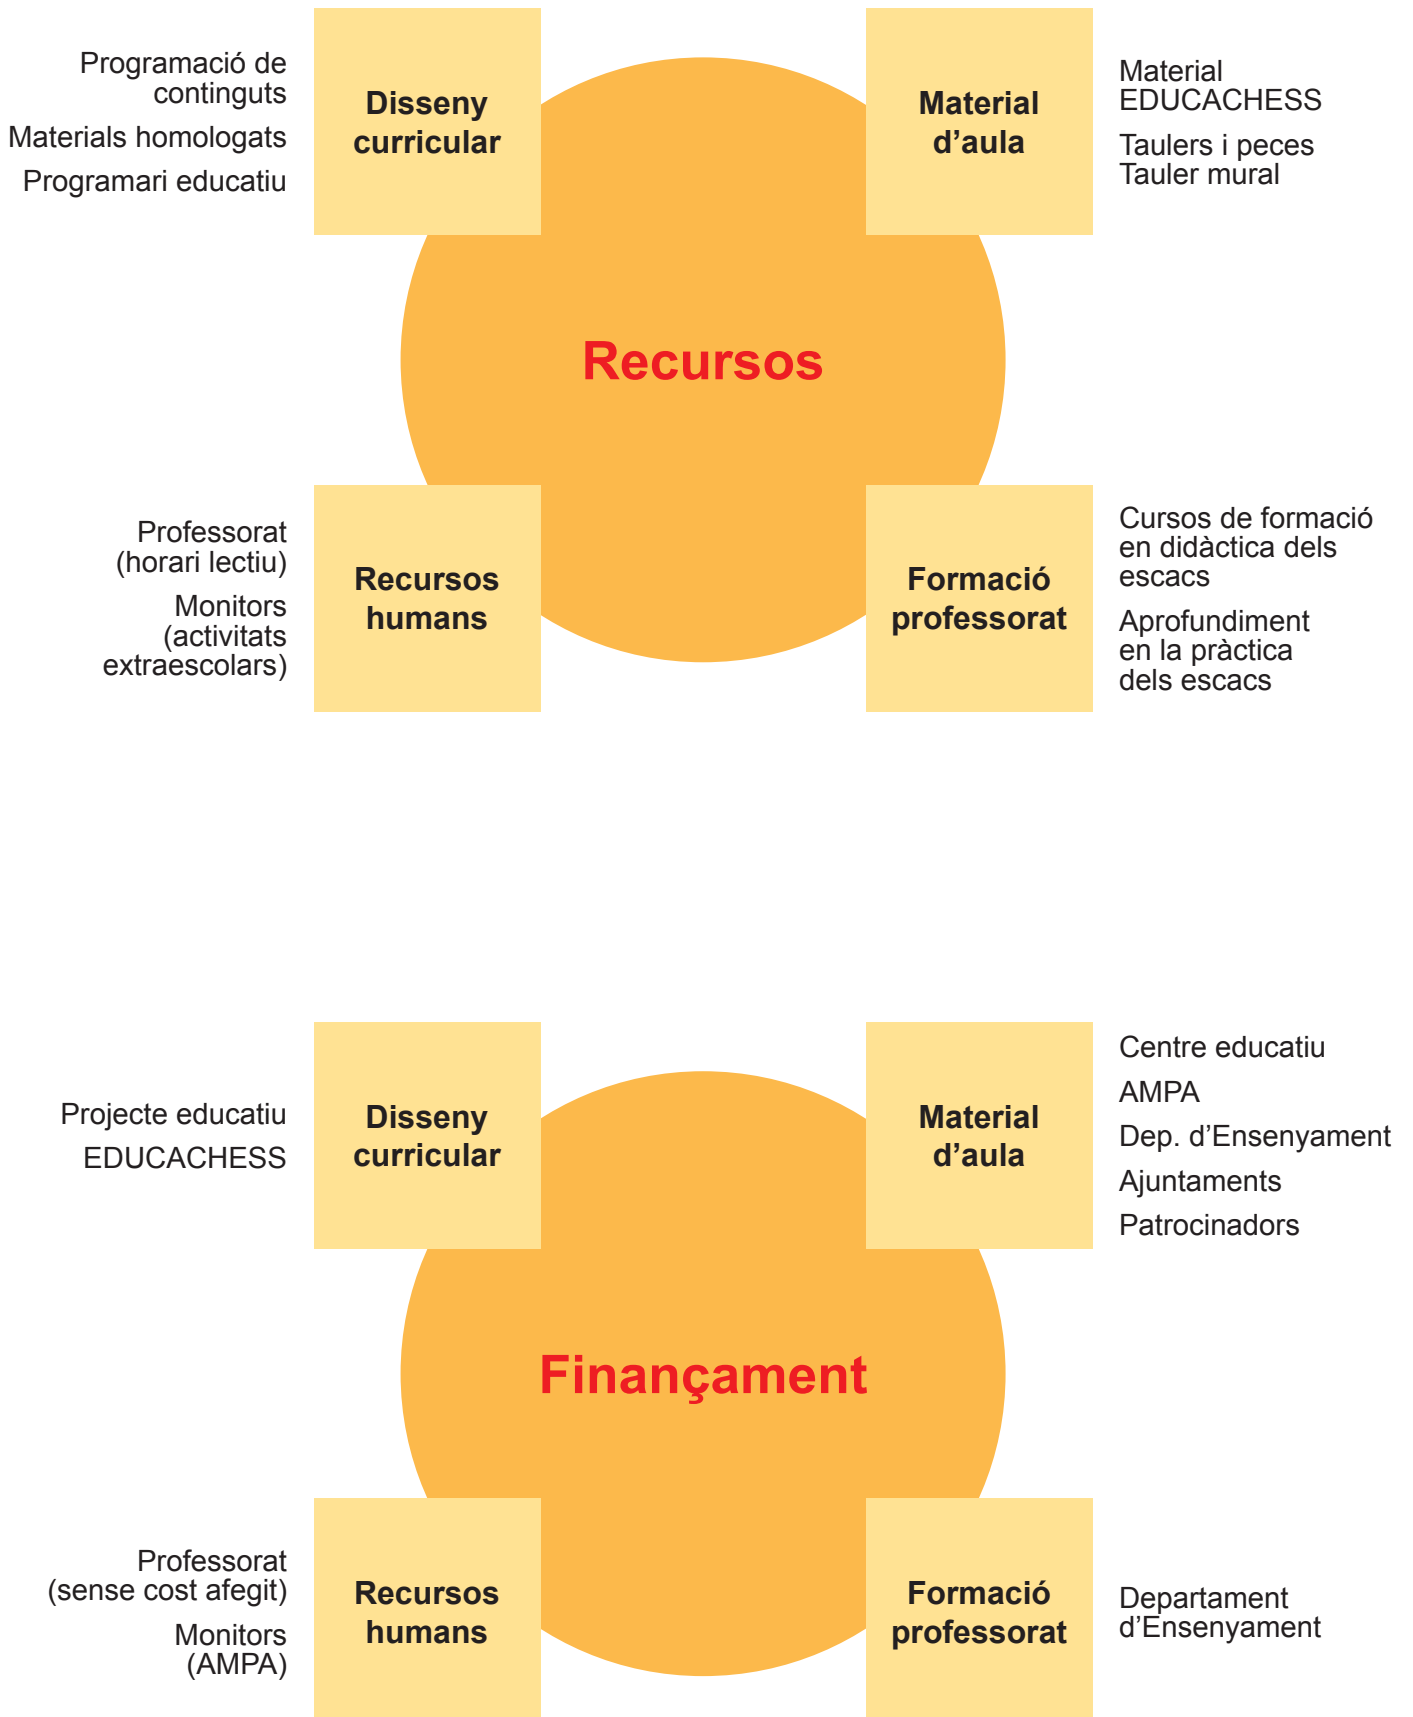 Programació de
continguts
Materials homologats
Programari educatiu
Disseny
curricular
Material
d’aula
Material
EDUCACHESS
Taulers i peces
Tauler mural
Recursos
Professorat
(horari lectiu)
Monitors
(activitats
extraescolars)
Recursos
humans
Formació
professorat
Cursos de formació
en didàctica dels
escacs
Aprofundiment
en la pràctica
dels escacs
Projecte educatiu
EDUCACHESS
Disseny
curricular
Material
d’aula
Centre educatiu
AMPA
Dep. d’Ensenyament
Ajuntaments
Patrocinadors
Finançament
Professorat
(sense cost afegit)
Monitors
(AMPA)
Recursos
humans
Formació
professorat
Departament
d’Ensenyament